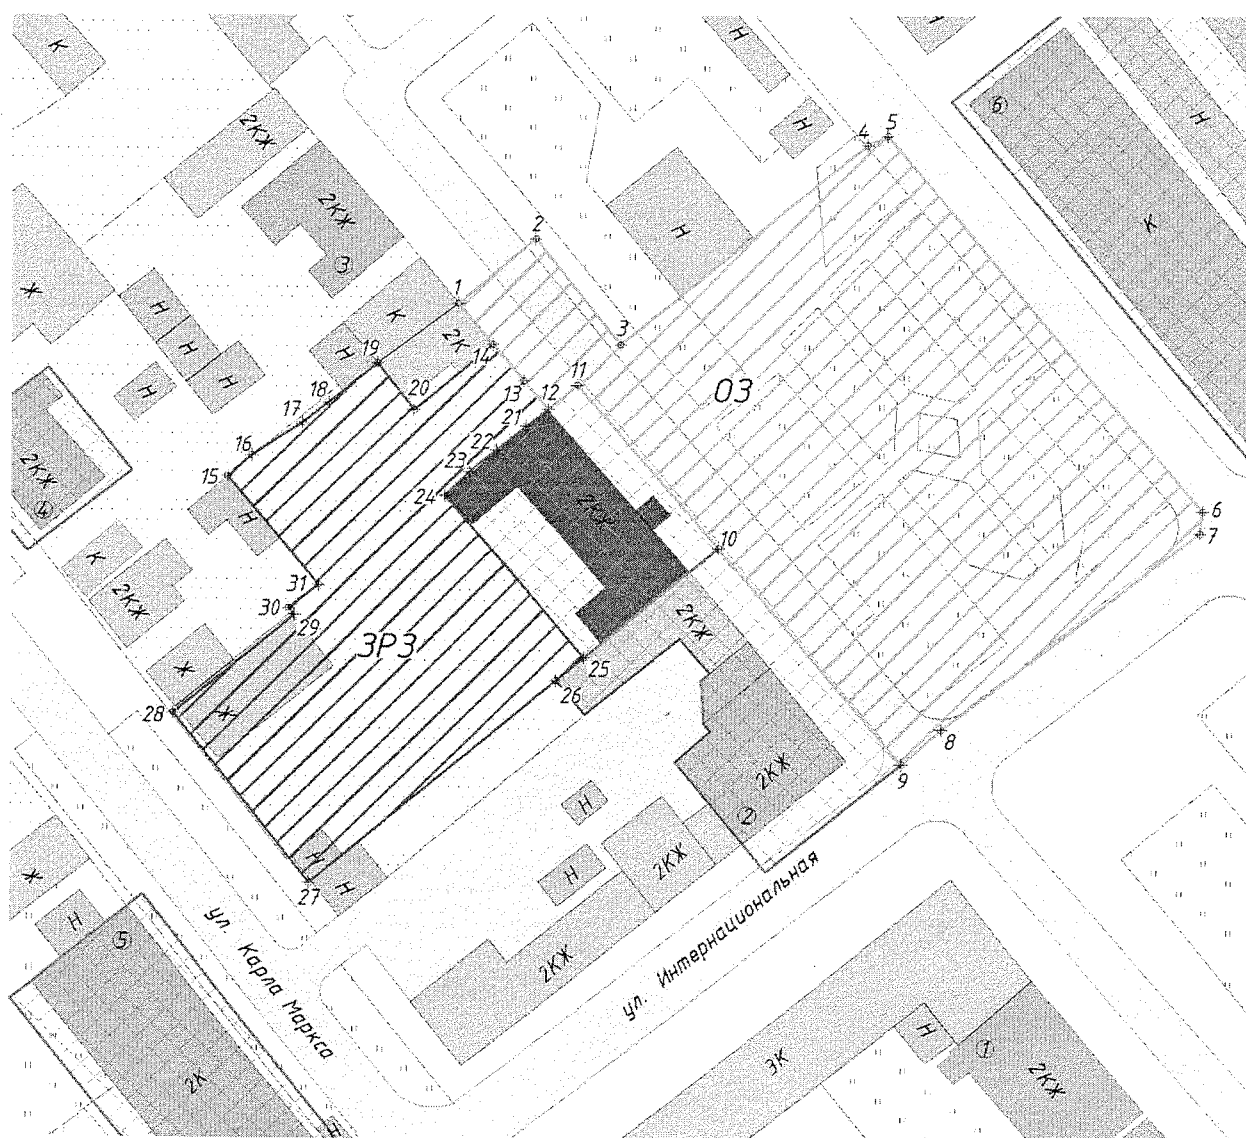 К
Н
Н
К
Н
6
4
5
2КЖ
Н
2КЖ
3
2
Н
К
Ж
Н
К
1
2К
Н
Н
Н
19
14
3
Н
18
20
13
11
ОЗ
17
12
16
21
2КЖ
4
15
22
23
24
2КЖ
Н
6
7
К
10
2КЖ
31
30
29
2КЖ
ЗРЗ
Ж
25
26
28
Ж
8
2КЖ
9
Н
2
Н
2КЖ
Н
Н
27
Ж
Н
5
ул. Карла Маркса
2КЖ
ул. Интернациональная
Н
1
3К
2К
2КЖ
Н